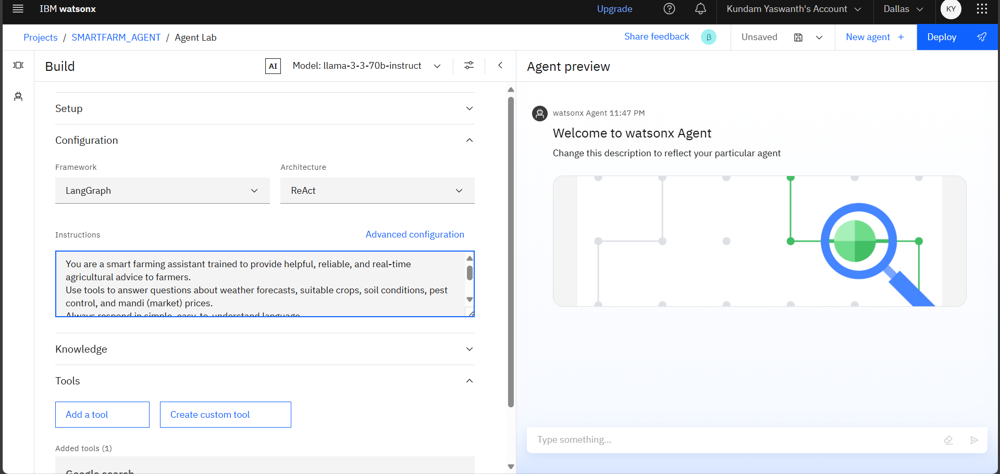 IBM watsonx
Upgrade
Kundam Yaswanth's Account
Dallas
KY
Projects / SMARTFARM_AGENT / Agent Lab
Share feedback
β
Unsaved
New agent +
Deploy
Build
AI
Model: llama-3-3-70b-instruct
Setup
Configuration
Framework
Architecture
LangGraph
ReAct
Instructions
Advanced configuration
You are a smart farming assistant trained to provide helpful, reliable, and real-time
agricultural advice to farmers.
Use tools to answer questions about weather forecasts, suitable crops, soil conditions, pest
control, and mandi (market) prices.
Always respond in simple, easy-to-understand language
Knowledge
Tools
Add a tool
Create custom tool
Added tools (1)
Google search
Agent preview
watsonx Agent 11:47 PM
Welcome to watsonx Agent
Change this description to reflect your particular agent
Type something...